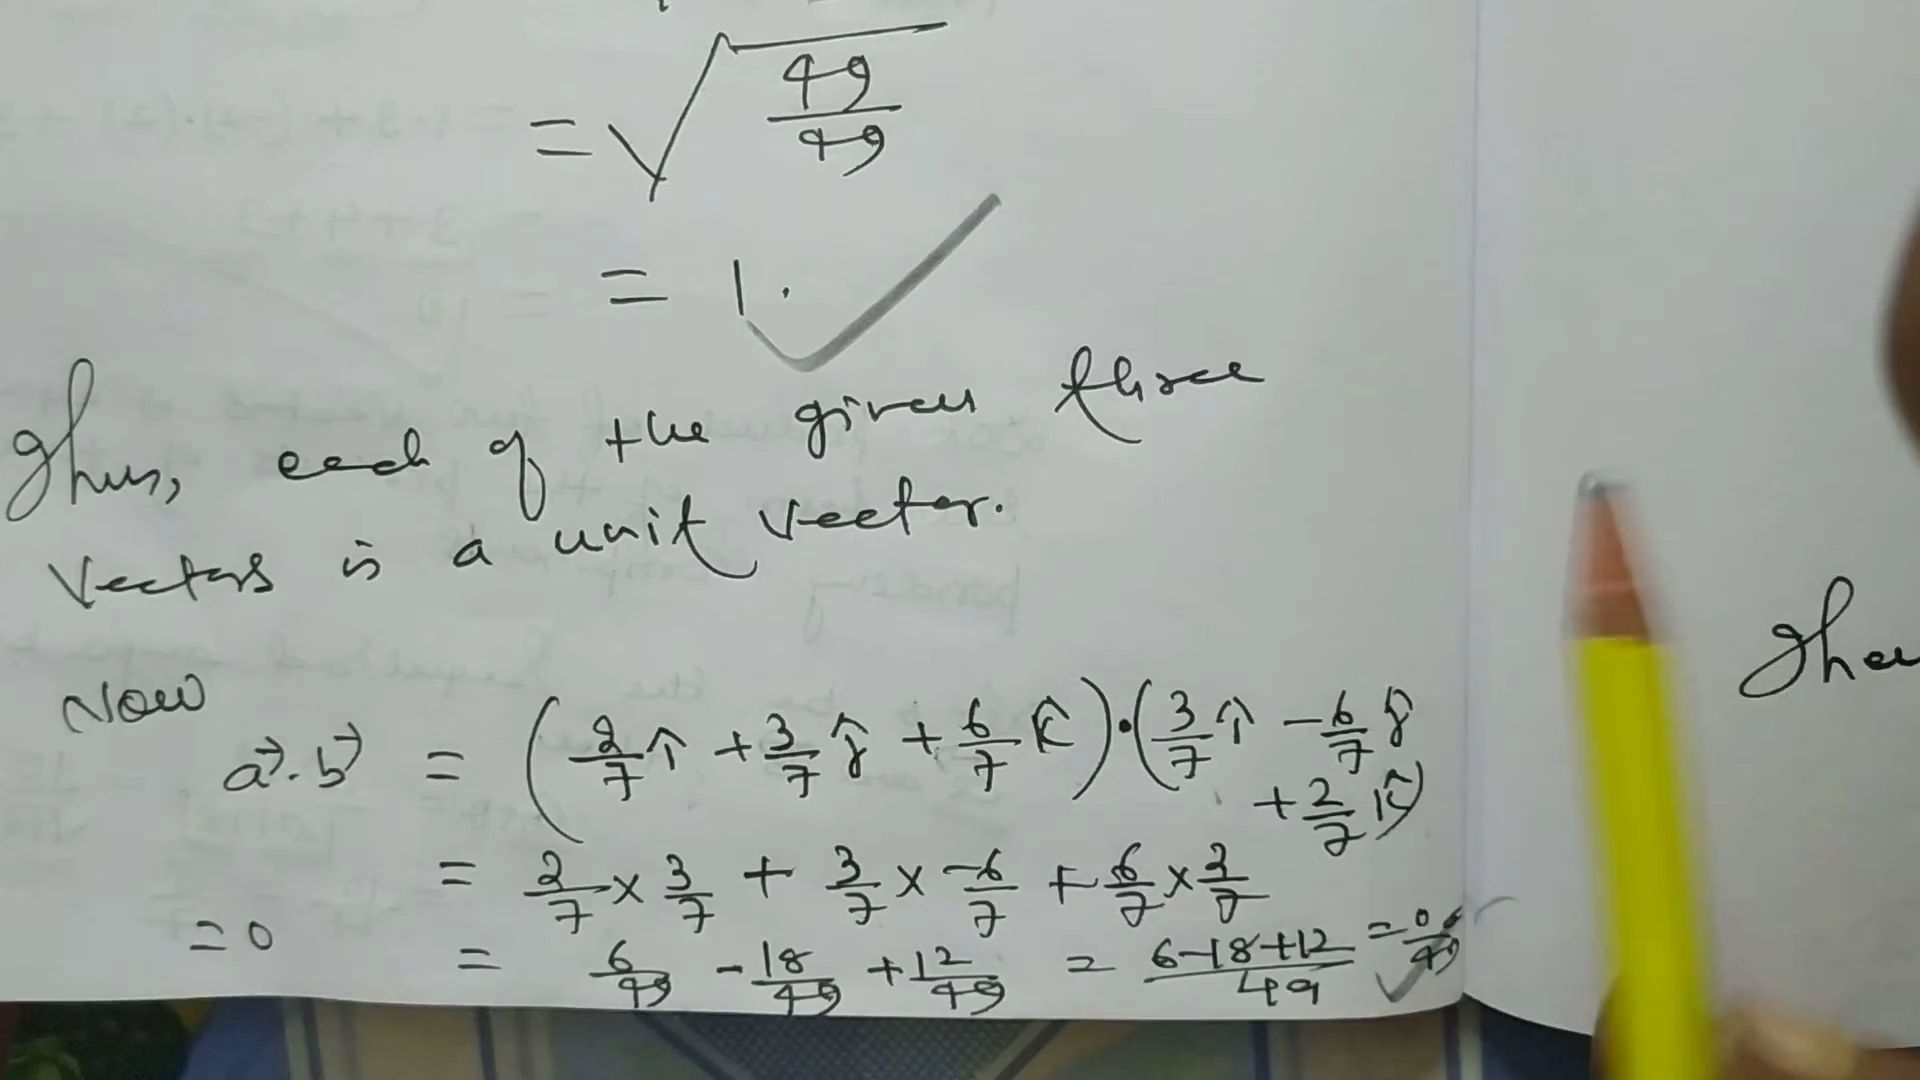 = √49/49
= 1.
Thus, each of the given three
vectors is a unit vector.
Now
a⃗.b⃗ = (2/7 î + 3/7 ĵ + 6/7 k̂)·(3/7 î - 6/7 ĵ
+ 2/7 k̂)
= 2/7 × 3/7 + 3/7 × -6/7 + 6/7 × 2/7
= 6/49 - 18/49 + 12/49 = 6-18+12/49 = 0/49
= 0